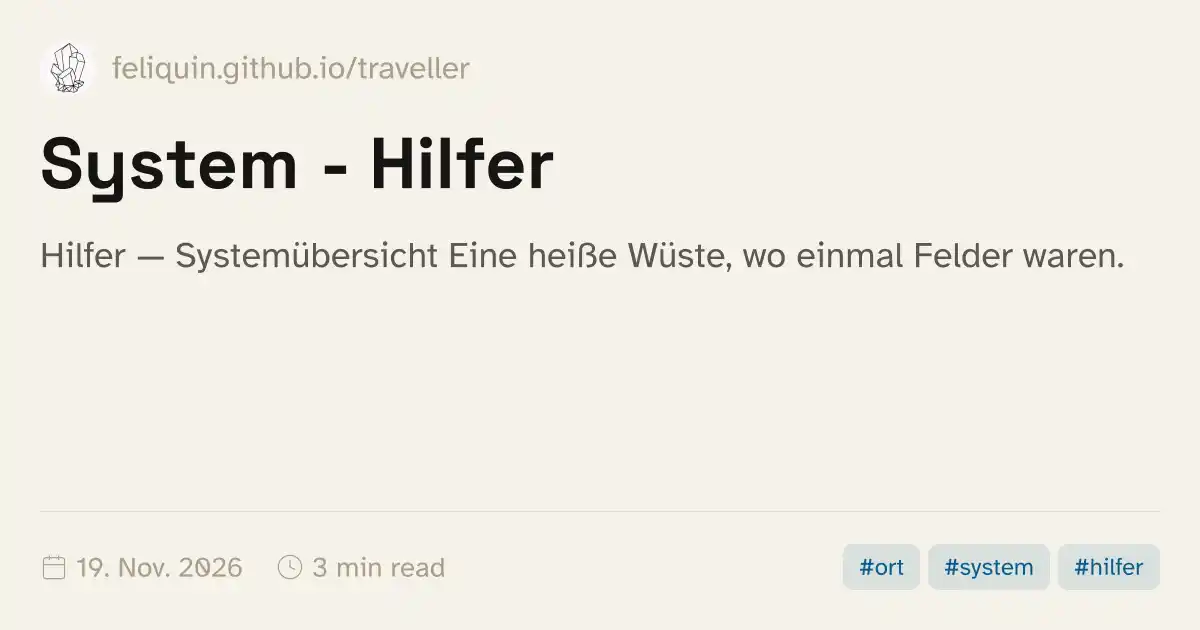 feliquin.github.io/traveller
System - Hilfer
Hilfer — Systemübersicht Eine heiße Wüste, wo einmal Felder waren.
19. Nov. 2026 3 min read #ort #system #hilfer